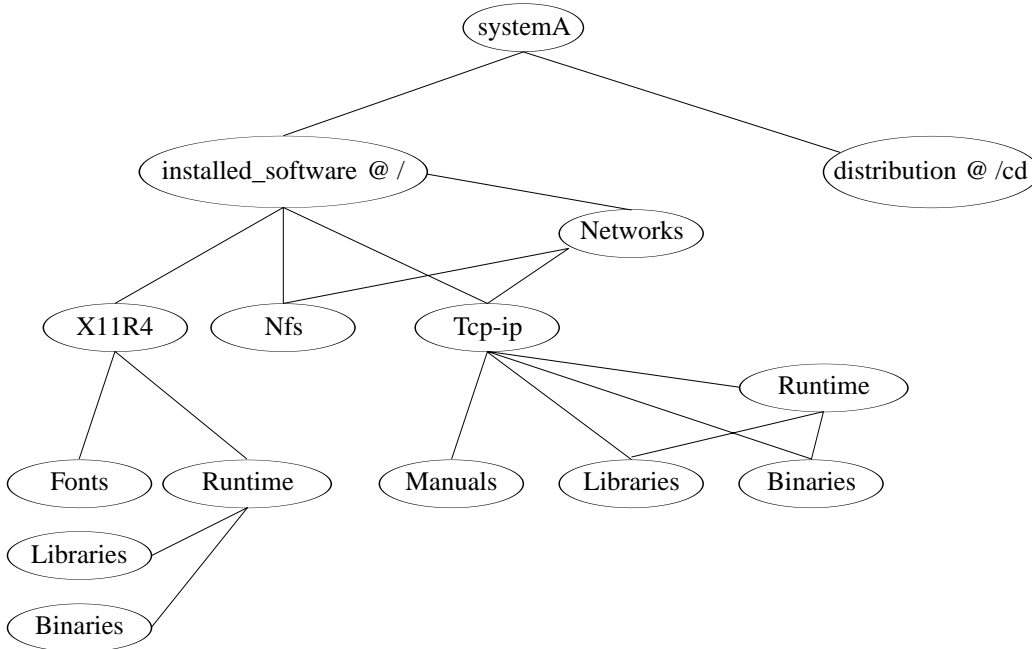 systemA
installed_software @ /
distribution @ /cd
Networks
X11R4
Nfs
Tcp-ip
Runtime
Fonts
Runtime
Manuals
Libraries
Binaries
Libraries
Binaries